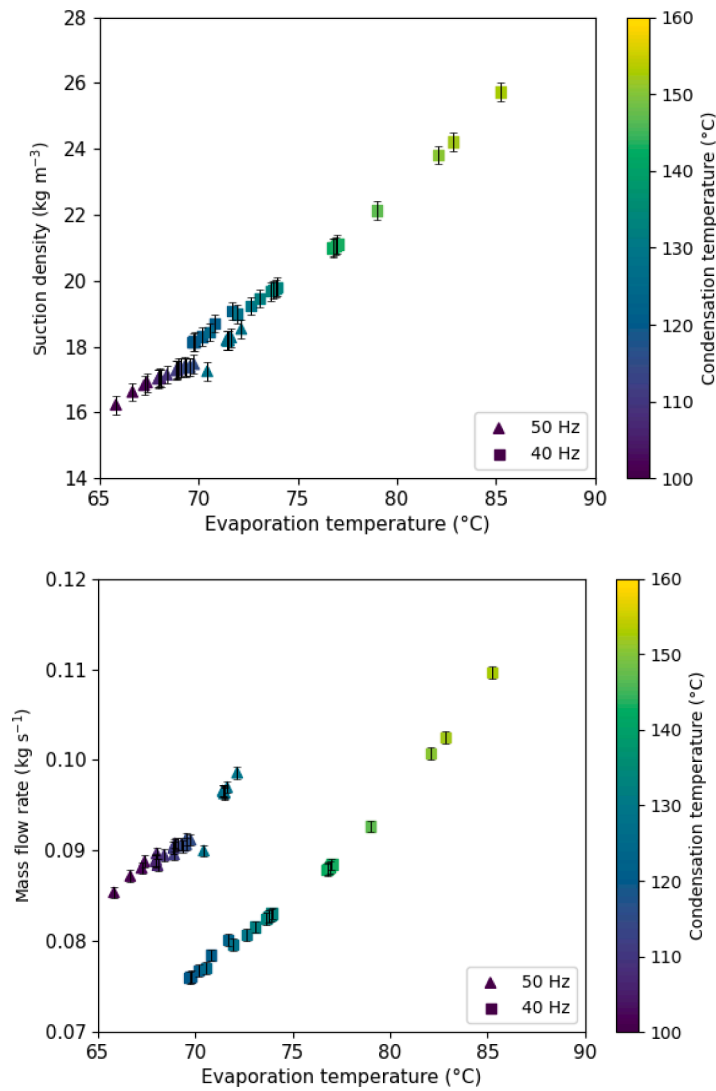 28
26
24
22
20
18
16
14
Suction density (kg m⁻³)
65 70 75 80 85 90
Evaporation temperature (°C)
50 Hz
40 Hz
160
150
140
130
120
110
100
Condensation temperature (°C)
0.12
0.11
0.10
0.09
0.08
0.07
Mass flow rate (kg s⁻¹)
65 70 75 80 85 90
Evaporation temperature (°C)
50 Hz
40 Hz
160
150
140
130
120
110
100
Condensation temperature (°C)